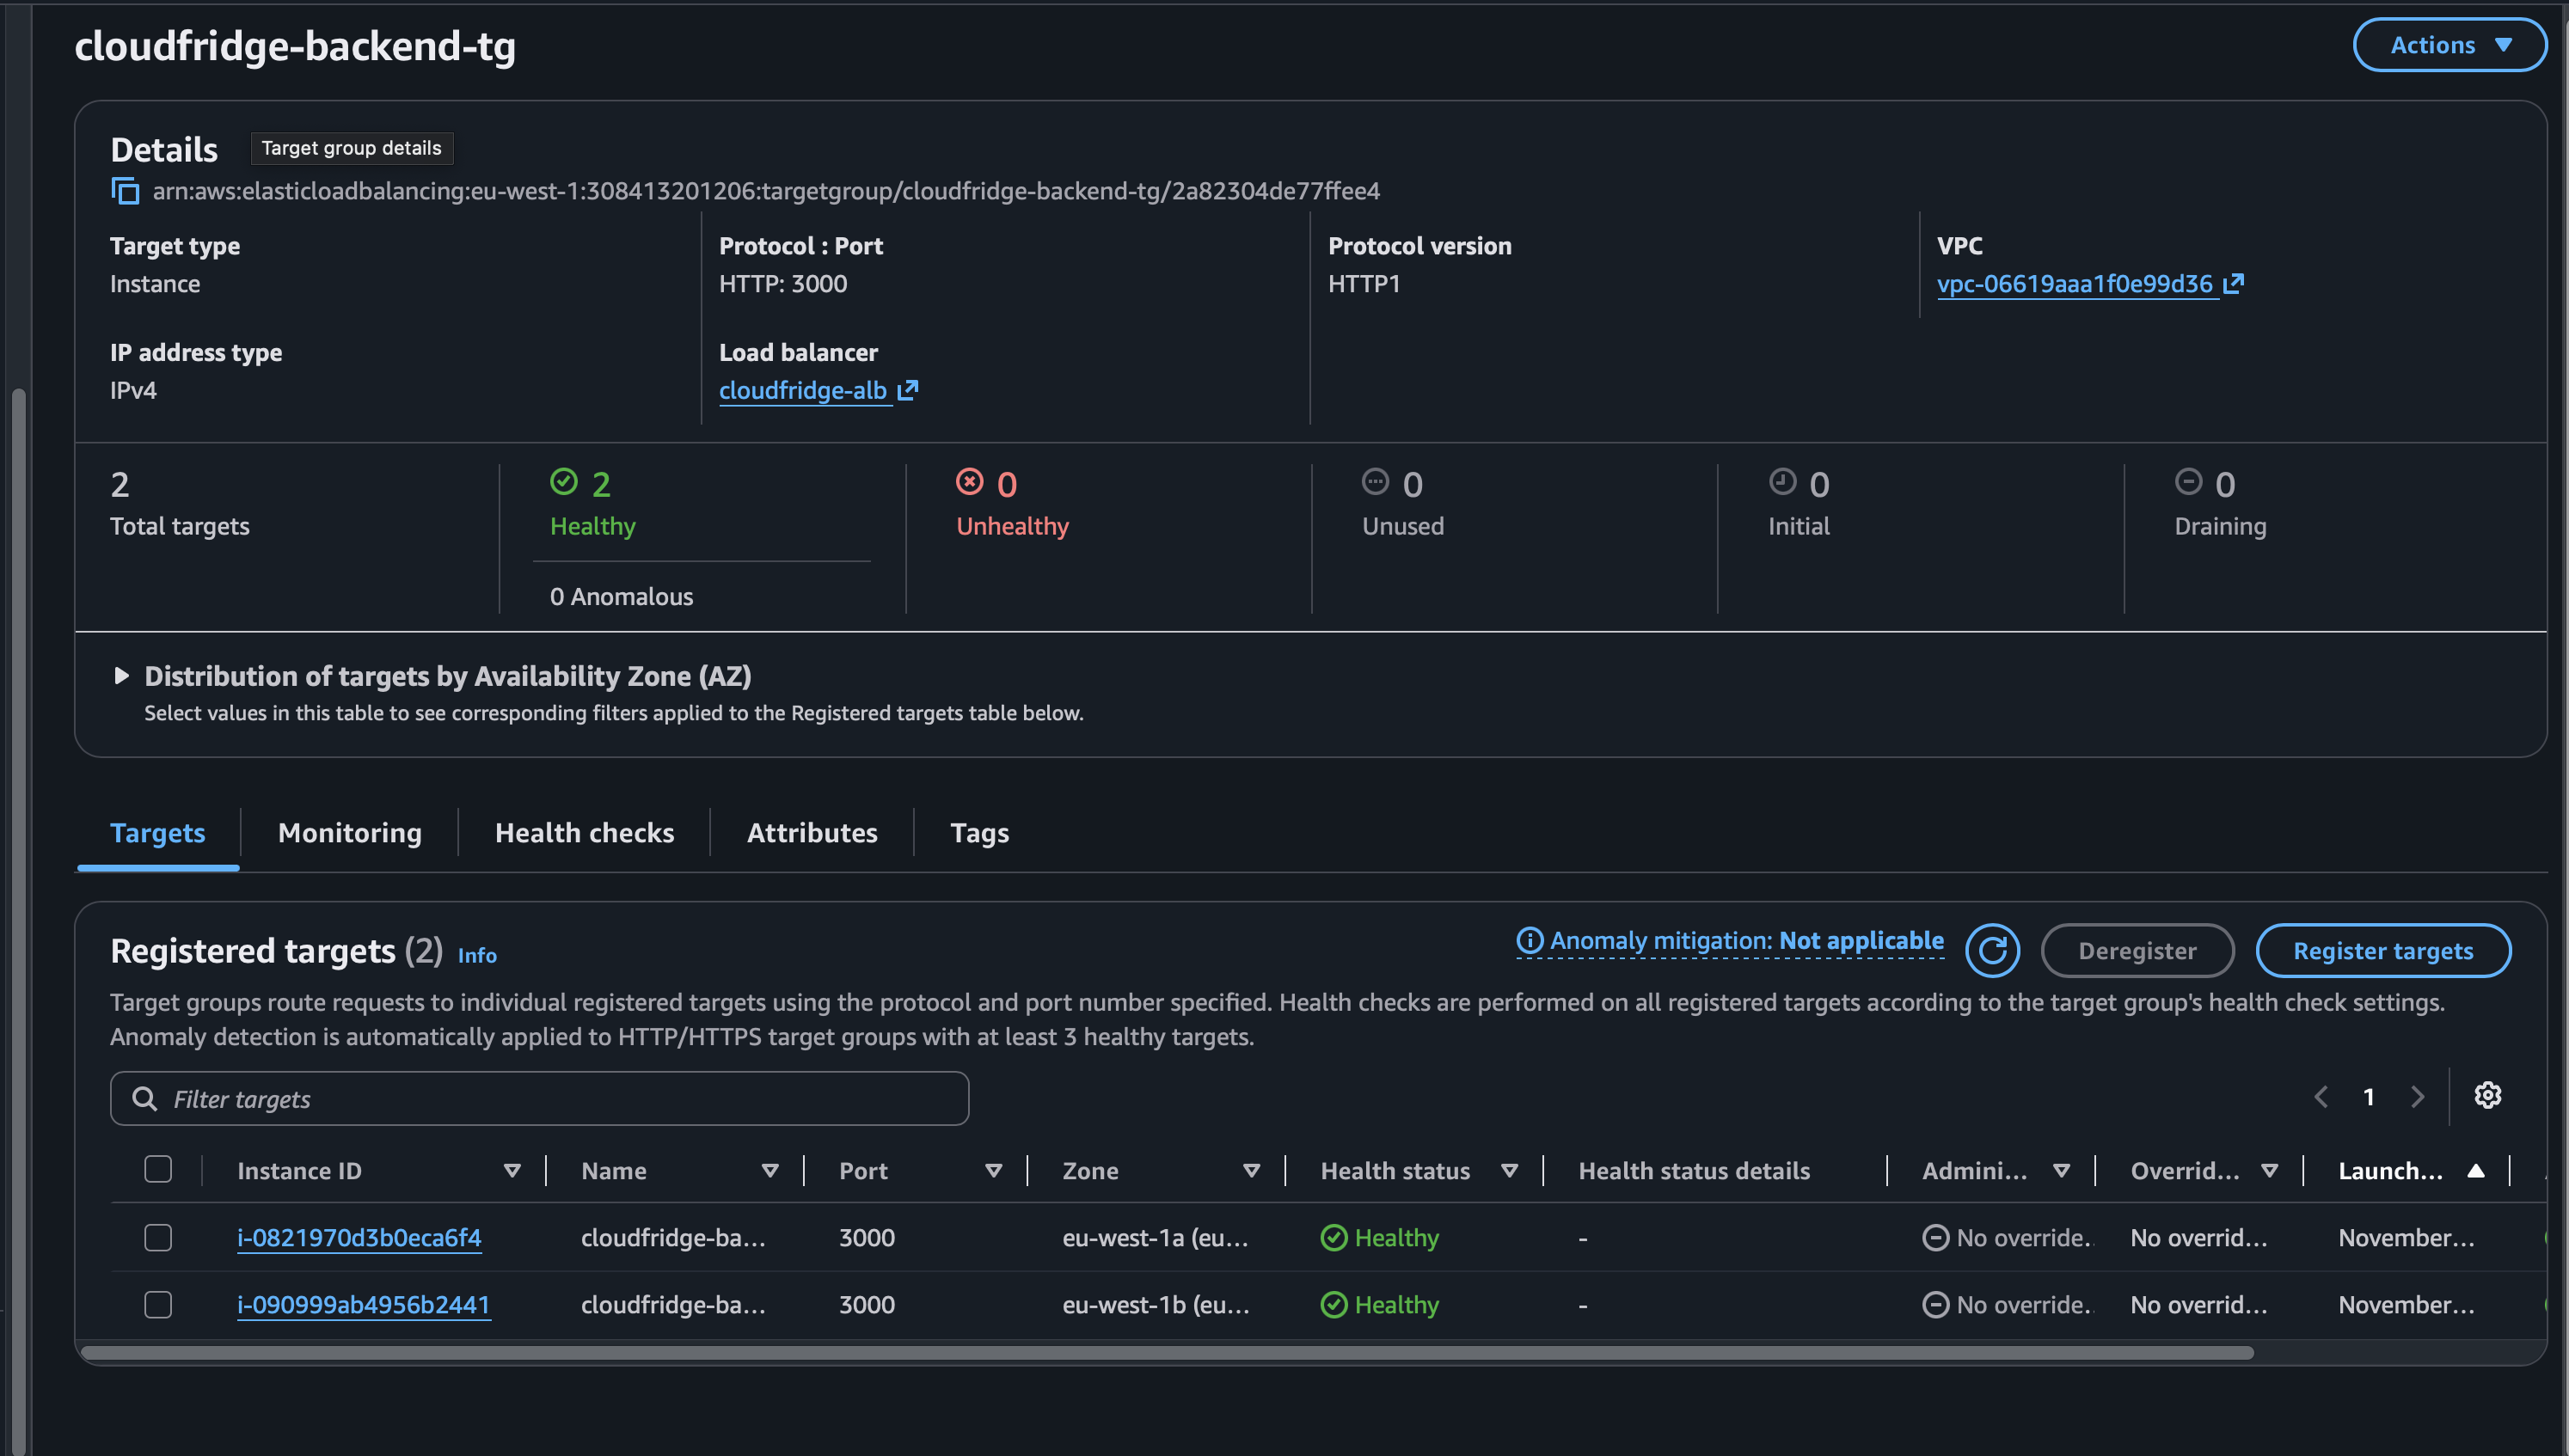 cloudfridge-backend-tg
Actions
Details
Target group details
arn:aws:elasticloadbalancing:eu-west-1:308413201206:targetgroup/cloudfridge-backend-tg/2a82304de77ffee4
Target type
Instance
Protocol : Port
HTTP: 3000
Protocol version
HTTP1
VPC
vpc-06619aaa1f0e99d36
IP address type
IPv4
Load balancer
cloudfridge-alb
2
Total targets
2
Healthy
0 Anomalous
0
Unhealthy
0
Unused
0
Initial
0
Draining
Distribution of targets by Availability Zone (AZ)
Select values in this table to see corresponding filters applied to the Registered targets table below.
Targets Monitoring Health checks Attributes Tags
Registered targets (2) Info
Anomaly mitigation: Not applicable
Deregister
Register targets
Target groups route requests to individual registered targets using the protocol and port number specified. Health checks are performed on all registered targets according to the target group's health check settings.
Anomaly detection is automatically applied to HTTP/HTTPS target groups with at least 3 healthy targets.
Filter targets
1
Instance ID Name Port Zone Health status Health status details Admini... Overrid... Launch...
i-0821970d3b0eca6f4 cloudfridge-ba... 3000 eu-west-1a (eu... Healthy - No override.. No overrid... November...
i-090999ab4956b2441 cloudfridge-ba... 3000 eu-west-1b (eu... Healthy - No override.. No overrid... November...